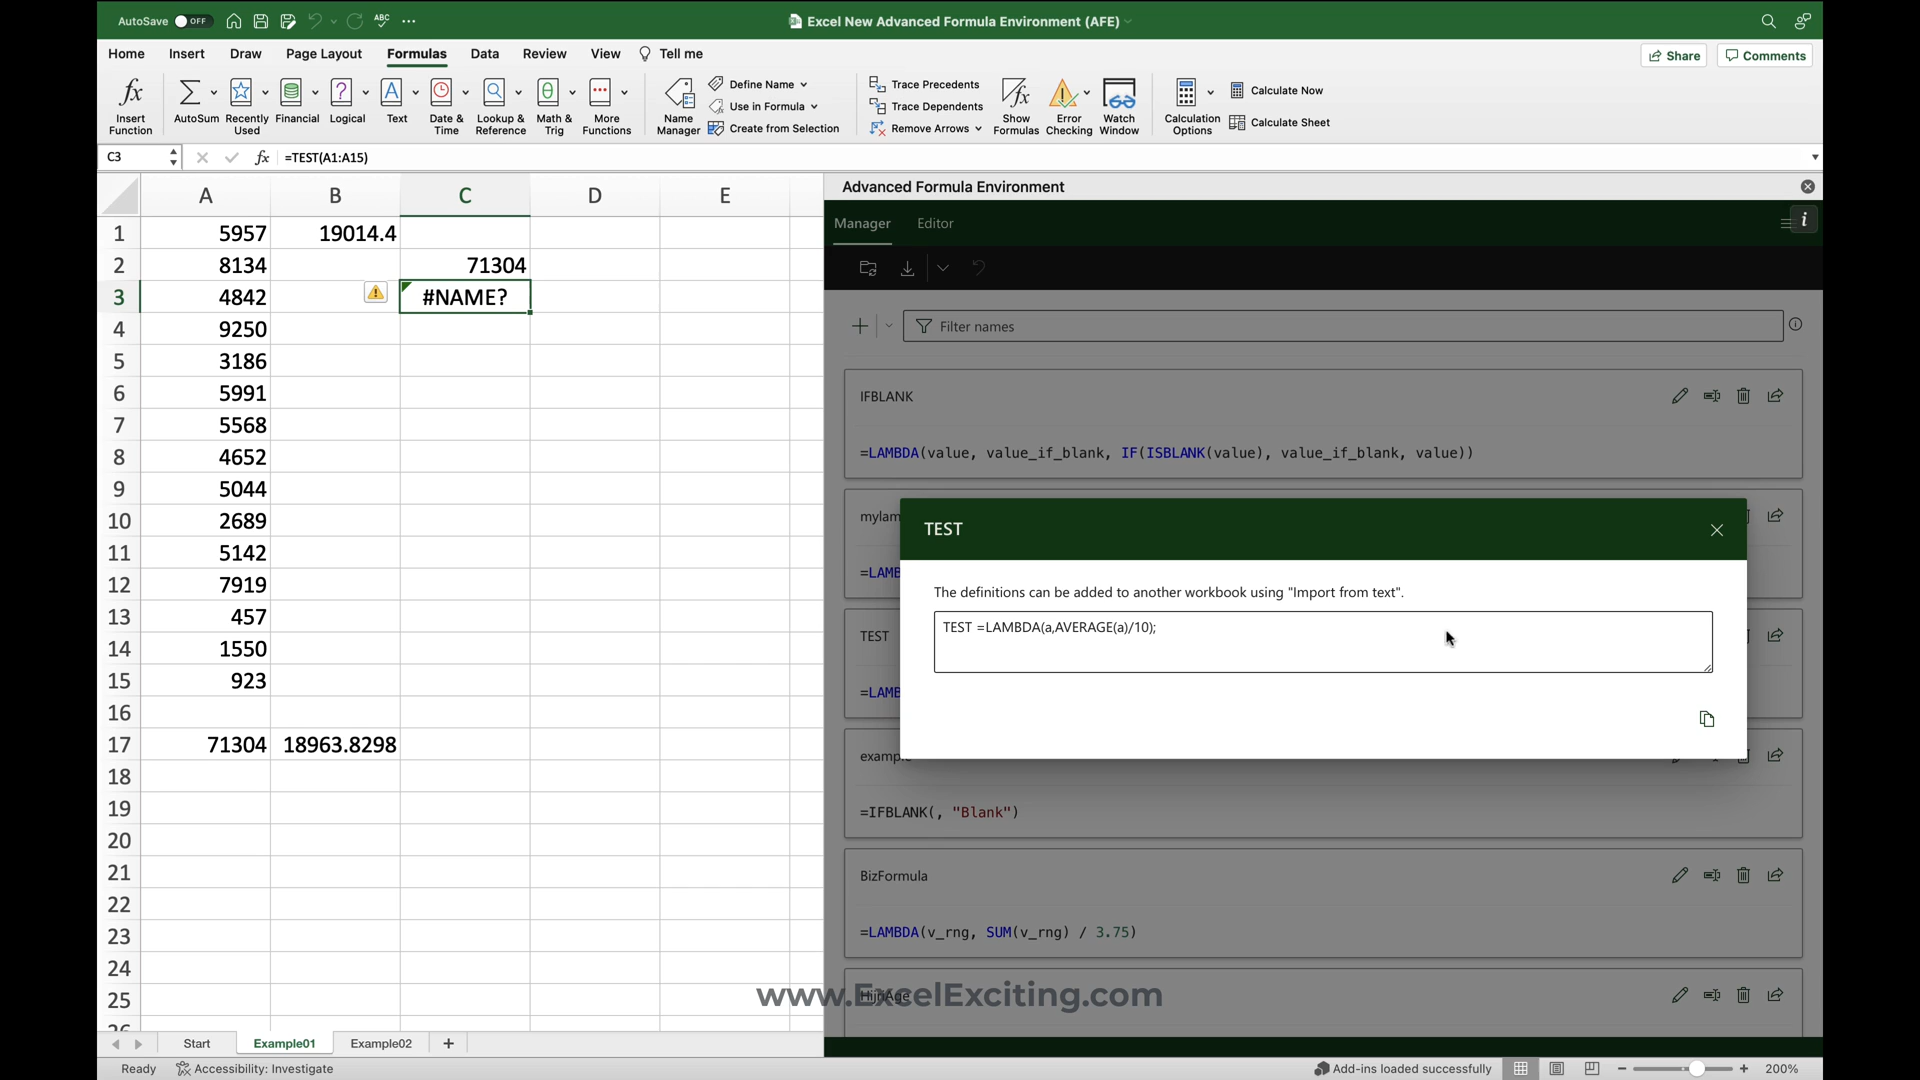 AutoSave OFF ABC ... Excel New Advanced Formula Environment (AFE)
Home Insert Draw Page Layout Formulas Data Review View Tell me Share Comments
Insert Function AutoSum Recently Used Financial Logical Text Date & Time Lookup & Reference Math & Trig More Functions Name Manager
Define Name
Use in Formula
Create from Selection
Trace Precedents
Trace Dependents
Remove Arrows
Show Formulas Error Checking Watch Window Calculation Options
Calculate Now
Calculate Sheet
C3 fx =TEST(A1:A15)
A B C D E
1 5957 19014.4
2 8134 71304
3 4842 #NAME?
4 9250
5 3186
6 5991
7 5568
8 4652
9 5044
10 2689
11 5142
12 7919
13 457
14 1550
15 923
16
17 71304 18963.8298
18
19
20
21
22
23
24
25
Advanced Formula Environment
Manager Editor
Filter names
IFBLANK
=LAMBDA(value, value_if_blank, IF(ISBLANK(value), value_if_blank, value))
mylam
=LAMB
TEST
The definitions can be added to another workbook using "Import from text".
TEST =LAMBDA(a,AVERAGE(a)/10);
TEST
=LAMB
example
=IFBLANK(, "Blank")
BizFormula
=LAMBDA(v_rng, SUM(v_rng) / 3.75)
HijriAge
www.ExcelExciting.com
Start Example01 Example02 +
Ready Accessibility: Investigate Add-ins loaded successfully 200%